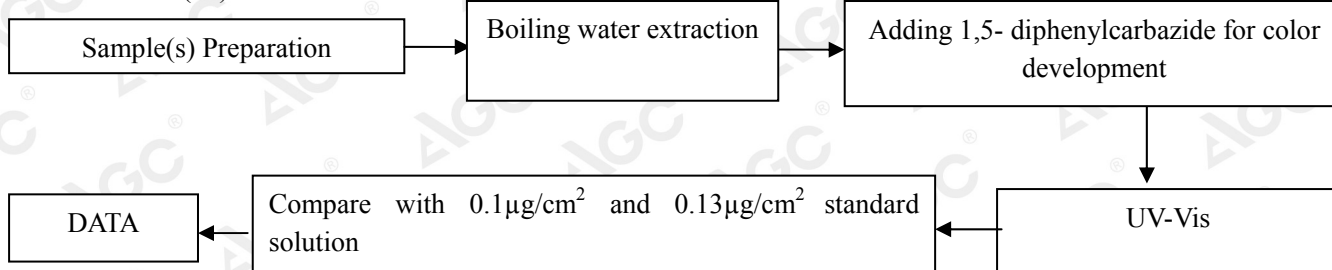 Sample(s) Preparation
Boiling water extraction
Adding 1,5- diphenylcarbazide for color
development
UV-Vis
Compare with 0.1µg/cm² and 0.13µg/cm² standard
solution
DATA
AGC
®